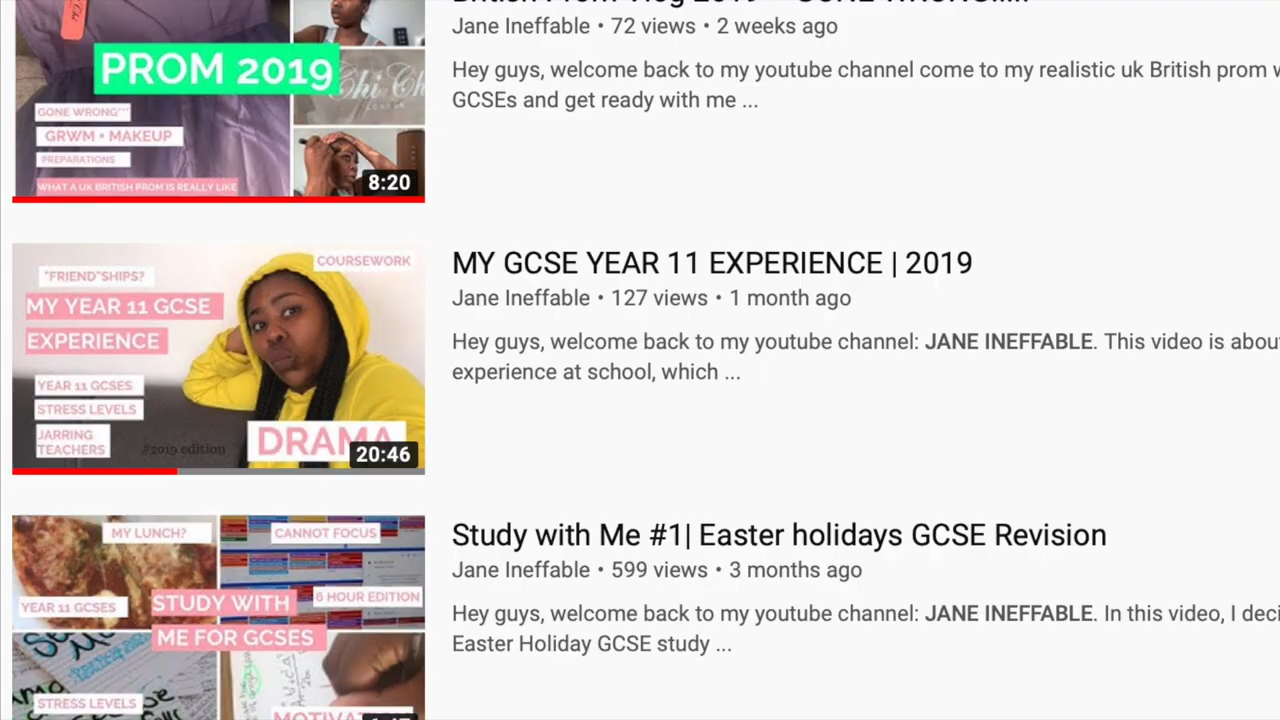 PROM 2019
Chi Ch
LONDON
GONE WRONG***
GRWM • MAKEUP
PREPARATIONS
WHAT A UK BRITISH PROM IS REALLY LIKE
8:20
Jane Ineffable • 72 views • 2 weeks ago
Hey guys, welcome back to my youtube channel come to my realistic uk British prom
GCSEs and get ready with me ...
"FRIEND"SHIPS?
COURSEWORK
MY YEAR 11 GCSE
EXPERIENCE
YEAR 11 GCSES
STRESS LEVELS
JARRING
TEACHERS
#2019 edition
DRAMA
20:46
MY GCSE YEAR 11 EXPERIENCE | 2019
Jane Ineffable • 127 views • 1 month ago
Hey guys, welcome back to my youtube channel: JANE INEFFABLE. This video is abou
experience at school, which ...
MY LUNCH?
CANNOT FOCUS
YEAR 11 GCSES
STUDY WITH
6 HOUR EDITION
ME FOR GCSES
STRESS LEVELS
Study with Me #1| Easter holidays GCSE Revision
Jane Ineffable • 599 views • 3 months ago
Hey guys, welcome back to my youtube channel: JANE INEFFABLE. In this video, I deci
Easter Holiday GCSE study ...